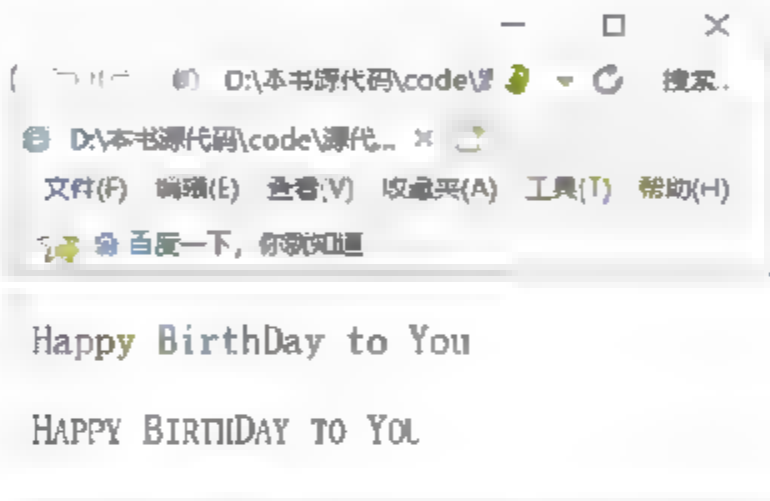 D:\本书源代码\code\ 搜索...
D:\本书源代码\code\源代...
文件(F) 编辑(E) 查看(V) 收藏夹(A) 工具(T) 帮助(H)
百度一下，你就知道
Happy BirthDay to You
HAPPY BIRTHDAY TO YOU